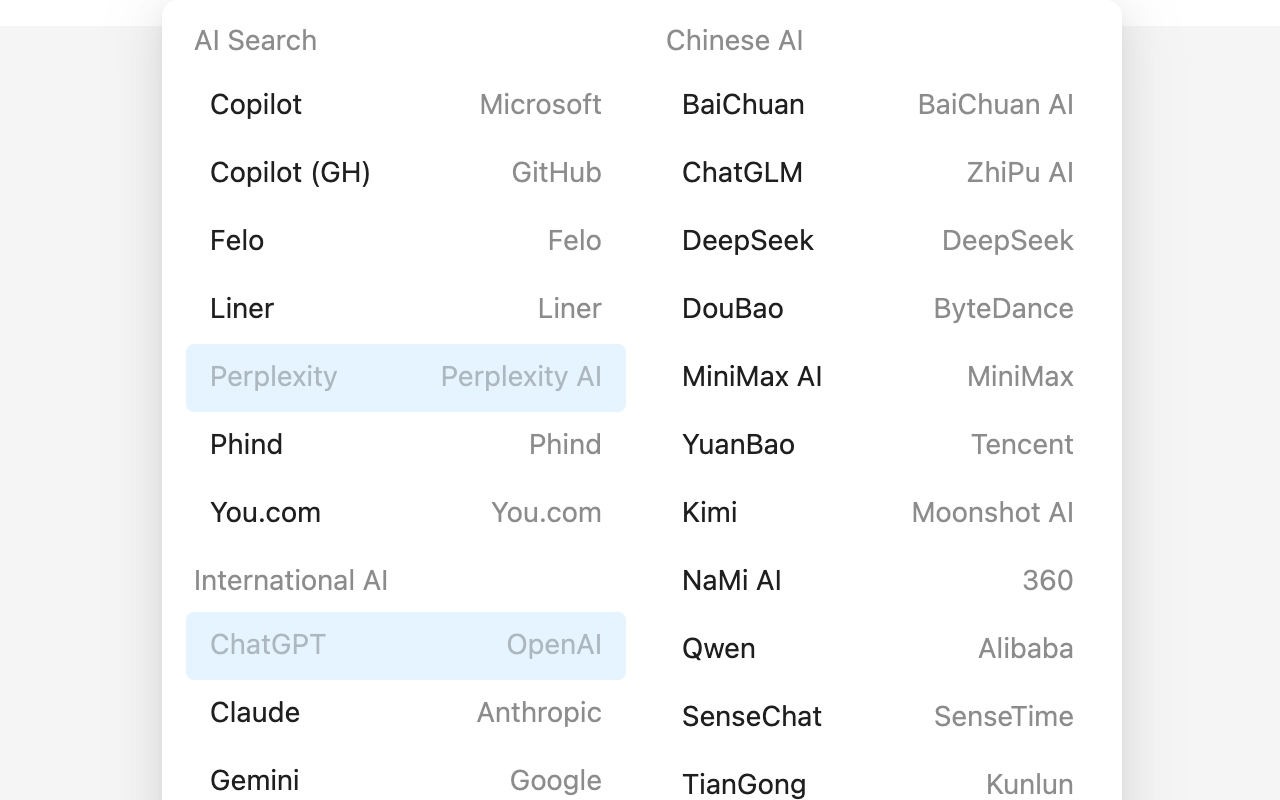 AI Search
Copilot Microsoft
Copilot (GH) GitHub
Felo Felo
Liner Liner
Perplexity Perplexity AI
Phind Phind
You.com You.com
International AI
ChatGPT OpenAI
Claude Anthropic
Gemini Google
Chinese AI
BaiChuan BaiChuan AI
ChatGLM ZhiPu AI
DeepSeek DeepSeek
DouBao ByteDance
MiniMax AI MiniMax
YuanBao Tencent
Kimi Moonshot AI
NaMi AI 360
Qwen Alibaba
SenseChat SenseTime
TianGong Kunlun